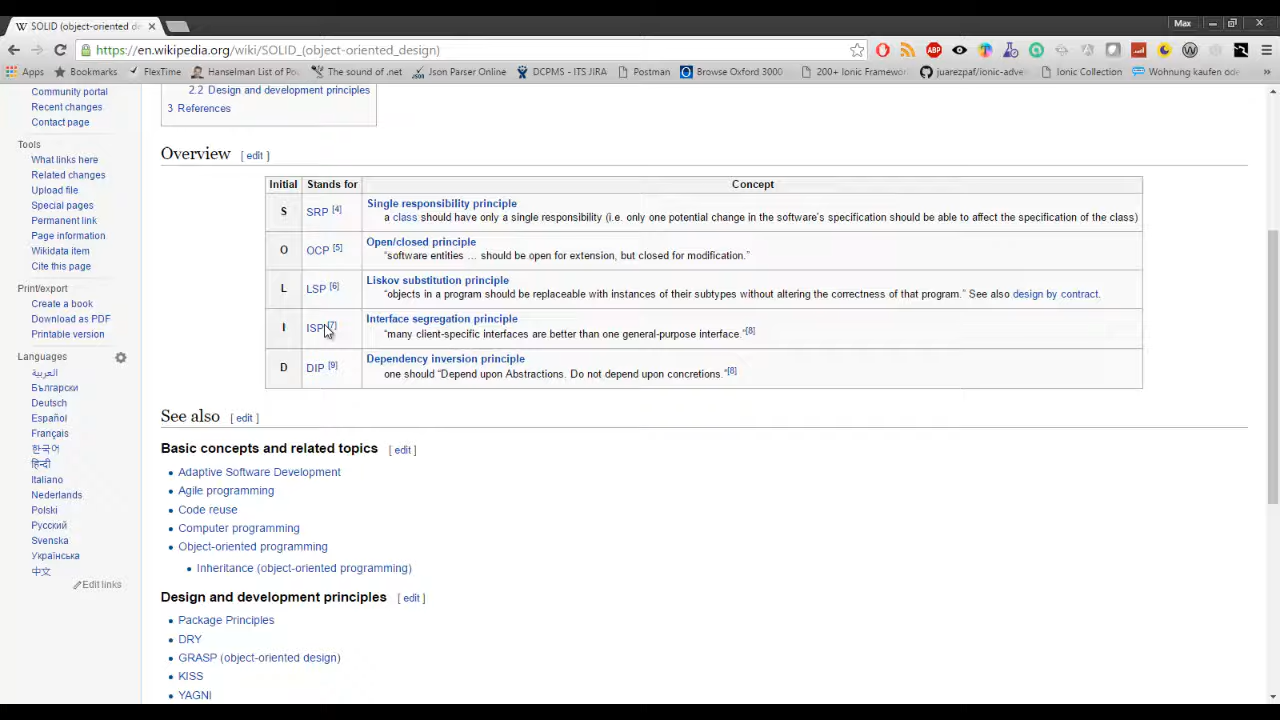 SOLID (object-oriented de
Max
https://en.wikipedia.org/wiki/SOLID_(object-oriented_design)
Apps
Bookmarks
FlexTime
Hanselman List of Po
The sound of .net
Json Parser Online
DCPMS - ITS JIRA
Postman
Browse Oxford 3000
200+ Ionic Framewor
juarezpaf/ionic-adve
Ionic Collection
Wohnung kaufen ode
Community portal
Recent changes
Contact page
Tools
What links here
Related changes
Upload file
Special pages
Permanent link
Page information
Wikidata item
Cite this page
Print/export
Create a book
Download as PDF
Printable version
Languages
العربية
Български
Deutsch
Español
Français
한국어
हिन्दी
Italiano
Nederlands
Polski
Русский
Svenska
Українська
中文
Edit links
2.2 Design and development principles
3 References
Overview [ edit ]
Initial Stands for Concept
S SRP [4] Single responsibility principle
a class should have only a single responsibility (i.e. only one potential change in the software's specification should be able to affect the specification of the class)
O OCP [5] Open/closed principle
“software entities … should be open for extension, but closed for modification.”
L LSP [6] Liskov substitution principle
“objects in a program should be replaceable with instances of their subtypes without altering the correctness of that program.” See also design by contract.
I ISP [7] Interface segregation principle
“many client-specific interfaces are better than one general-purpose interface.”[8]
D DIP [9] Dependency inversion principle
one should “Depend upon Abstractions. Do not depend upon concretions.”[8]
See also [ edit ]
Basic concepts and related topics [ edit ]
Adaptive Software Development
Agile programming
Code reuse
Computer programming
Object-oriented programming
Inheritance (object-oriented programming)
Design and development principles [ edit ]
Package Principles
DRY
GRASP (object-oriented design)
KISS
YAGNI